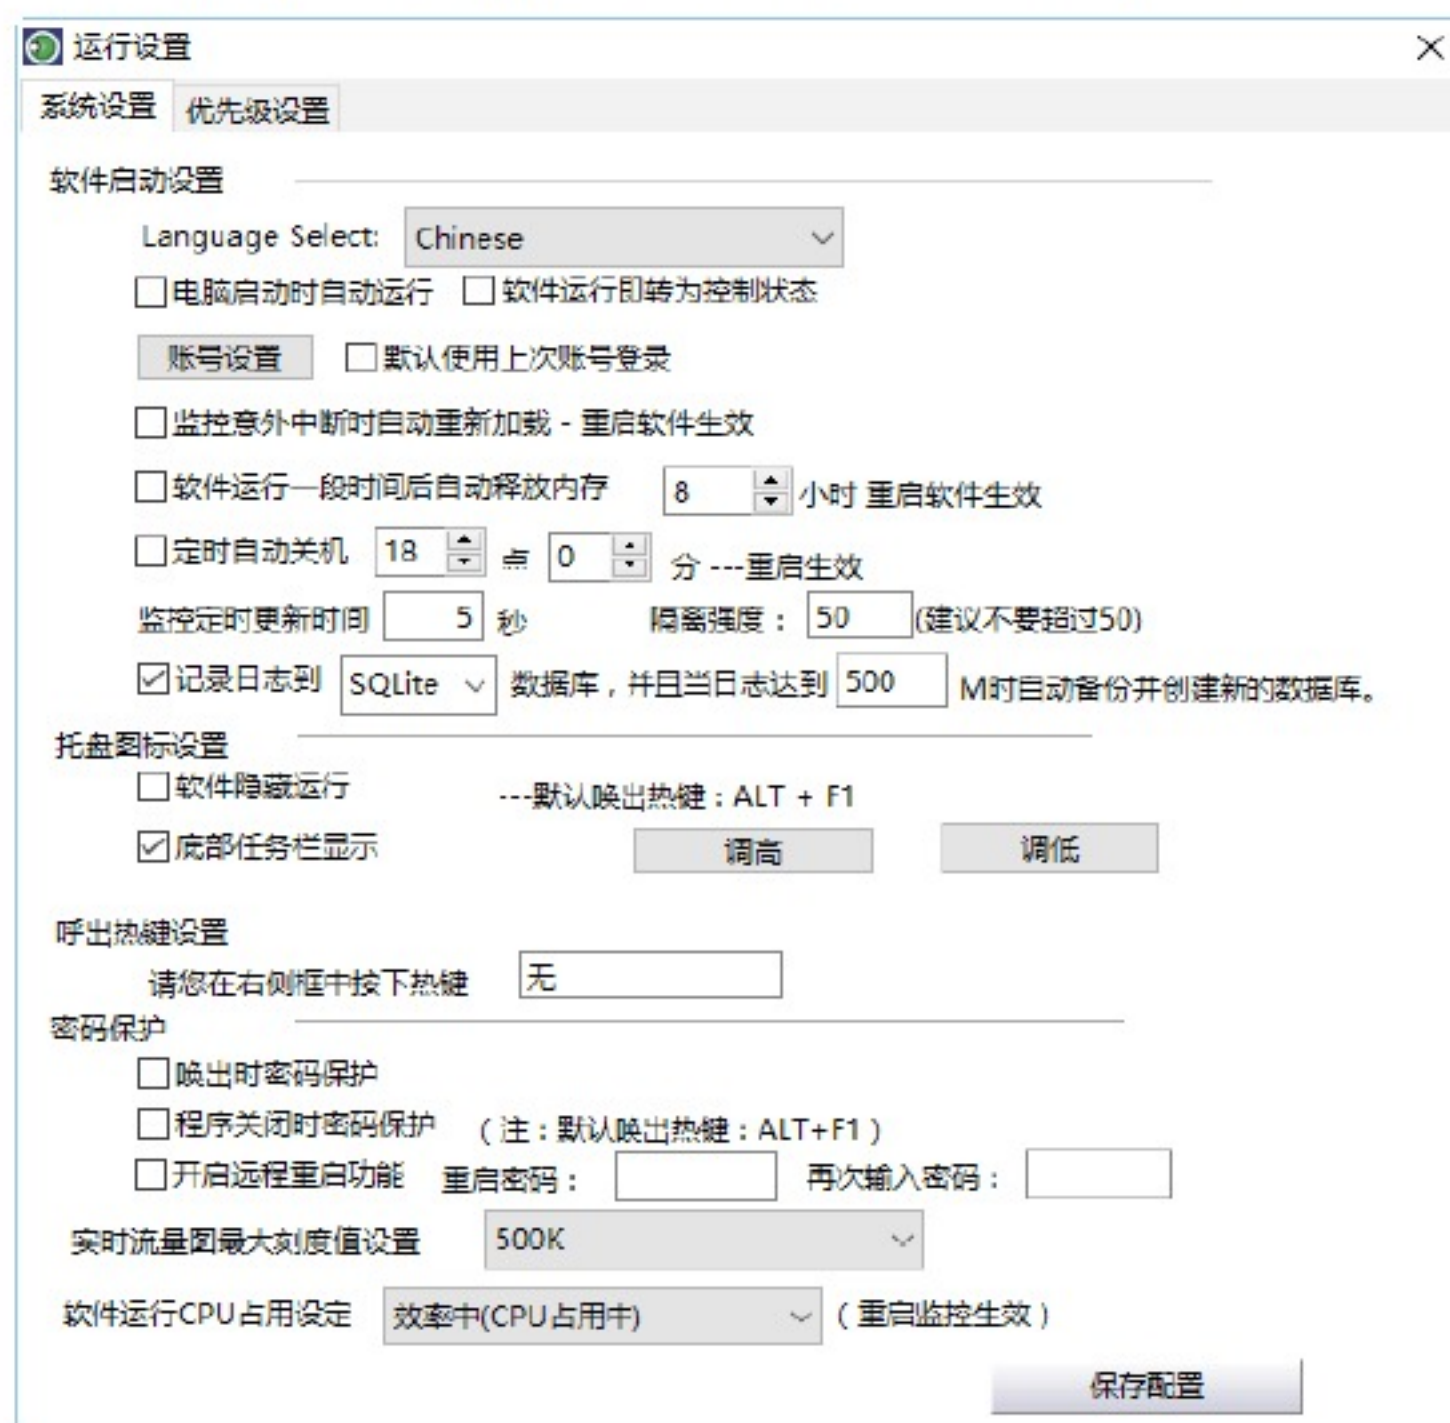 运行设置
系统设置 优先级设置
软件启动设置
Language Select: Chinese
电脑启动时自动运行 软件运行即转为控制状态
账号设置 默认使用上次账号登录
监控意外中断时自动重新加载 - 重启软件生效
软件运行一段时间后自动释放内存 8 小时 重启软件生效
定时自动关机 18 点 0 分 ---重启生效
监控定时更新时间 5 秒 隔离强度： 50 (建议不要超过50)
记录日志到 SQLite 数据库，并且当日志达到 500 M时自动备份并创建新的数据库。
托盘图标设置
软件隐藏运行 ---默认唤出热键：ALT + F1
底部任务栏显示 调高 调低
呼出热键设置
请您在右侧框中按下热键 无
密码保护
唤出时密码保护
程序关闭时密码保护 （注：默认唤出热键：ALT+F1）
开启远程重启功能 重启密码： 再次输入密码：
实时流量图最大刻度值设置 500K
软件运行CPU占用设定 效率中(CPU占用中) （重启监控生效）
保存配置